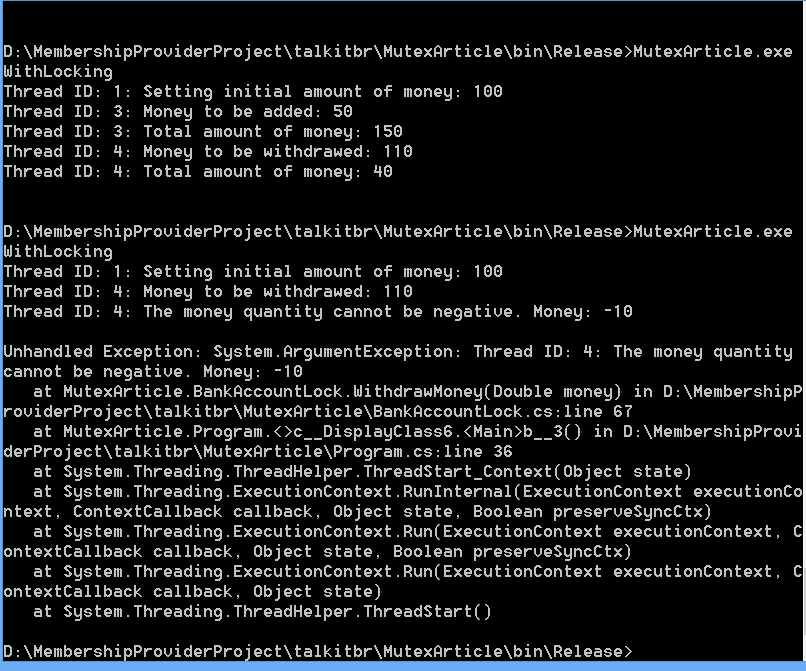 D:\MembershipProviderProject\talkitbr\MutexArticle\bin\Release>MutexArticle.exe
WithLocking
Thread ID: 1: Setting initial amount of money: 100
Thread ID: 3: Money to be added: 50
Thread ID: 3: Total amount of money: 150
Thread ID: 4: Money to be withdrawed: 110
Thread ID: 4: Total amount of money: 40
D:\MembershipProviderProject\talkitbr\MutexArticle\bin\Release>MutexArticle.exe
WithLocking
Thread ID: 1: Setting initial amount of money: 100
Thread ID: 4: Money to be withdrawed: 110
Thread ID: 4: The money quantity cannot be negative. Money: -10
Unhandled Exception: System.ArgumentException: Thread ID: 4: The money quantity
cannot be negative. Money: -10
   at MutexArticle.BankAccountLock.WithdrawMoney(Double money) in D:\MembershipP
roviderProject\talkitbr\MutexArticle\BankAccountLock.cs:line 67
   at MutexArticle.Program.<>c__DisplayClass6.<Main>b__3() in D:\MembershipProvi
derProject\talkitbr\MutexArticle\Program.cs:line 36
   at System.Threading.ThreadHelper.ThreadStart_Context(Object state)
   at System.Threading.ExecutionContext.RunInternal(ExecutionContext executionCo
ntext, ContextCallback callback, Object state, Boolean preserveSyncCtx)
   at System.Threading.ExecutionContext.Run(ExecutionContext executionContext, C
ontextCallback callback, Object state, Boolean preserveSyncCtx)
   at System.Threading.ExecutionContext.Run(ExecutionContext executionContext, C
ontextCallback callback, Object state)
   at System.Threading.ThreadHelper.ThreadStart()
D:\MembershipProviderProject\talkitbr\MutexArticle\bin\Release>